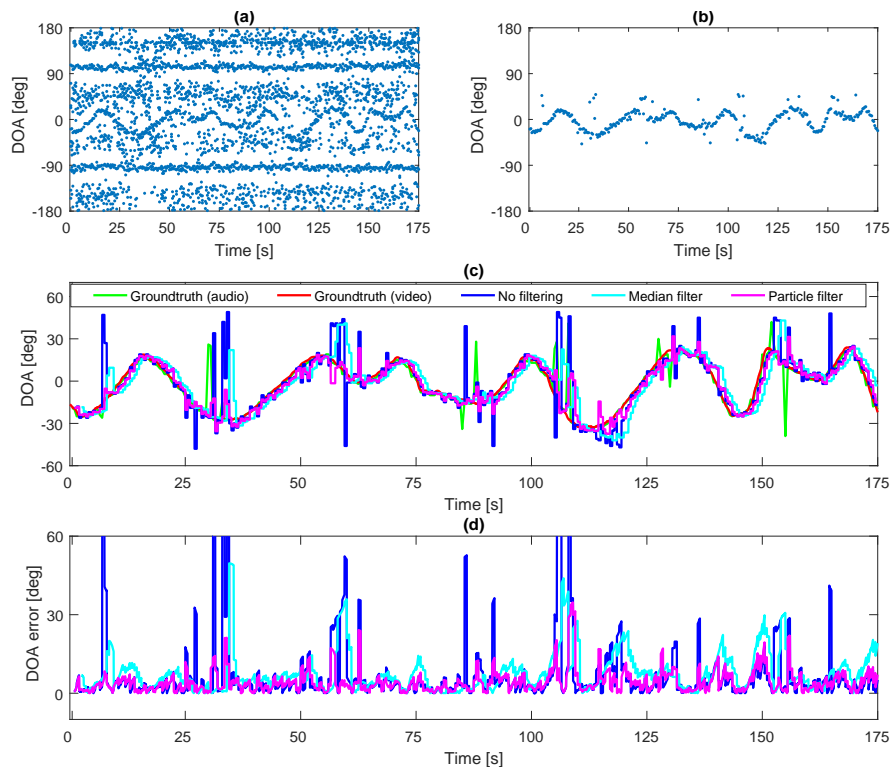 (a)
180
90
0
-90
-180
DOA [deg]
0 25 50 75 100 125 150 175
Time [s]
(b)
180
90
0
-90
-180
DOA [deg]
0 25 50 75 100 125 150 175
Time [s]
(c)
Groundtruth (audio) Groundtruth (video) No filtering Median filter Particle filter
60
30
0
-30
-60
DOA [deg]
0 25 50 75 100 125 150 175
Time [s]
(d)
60
30
0
DOA error [deg]
0 25 50 75 100 125 150 175
Time [s]